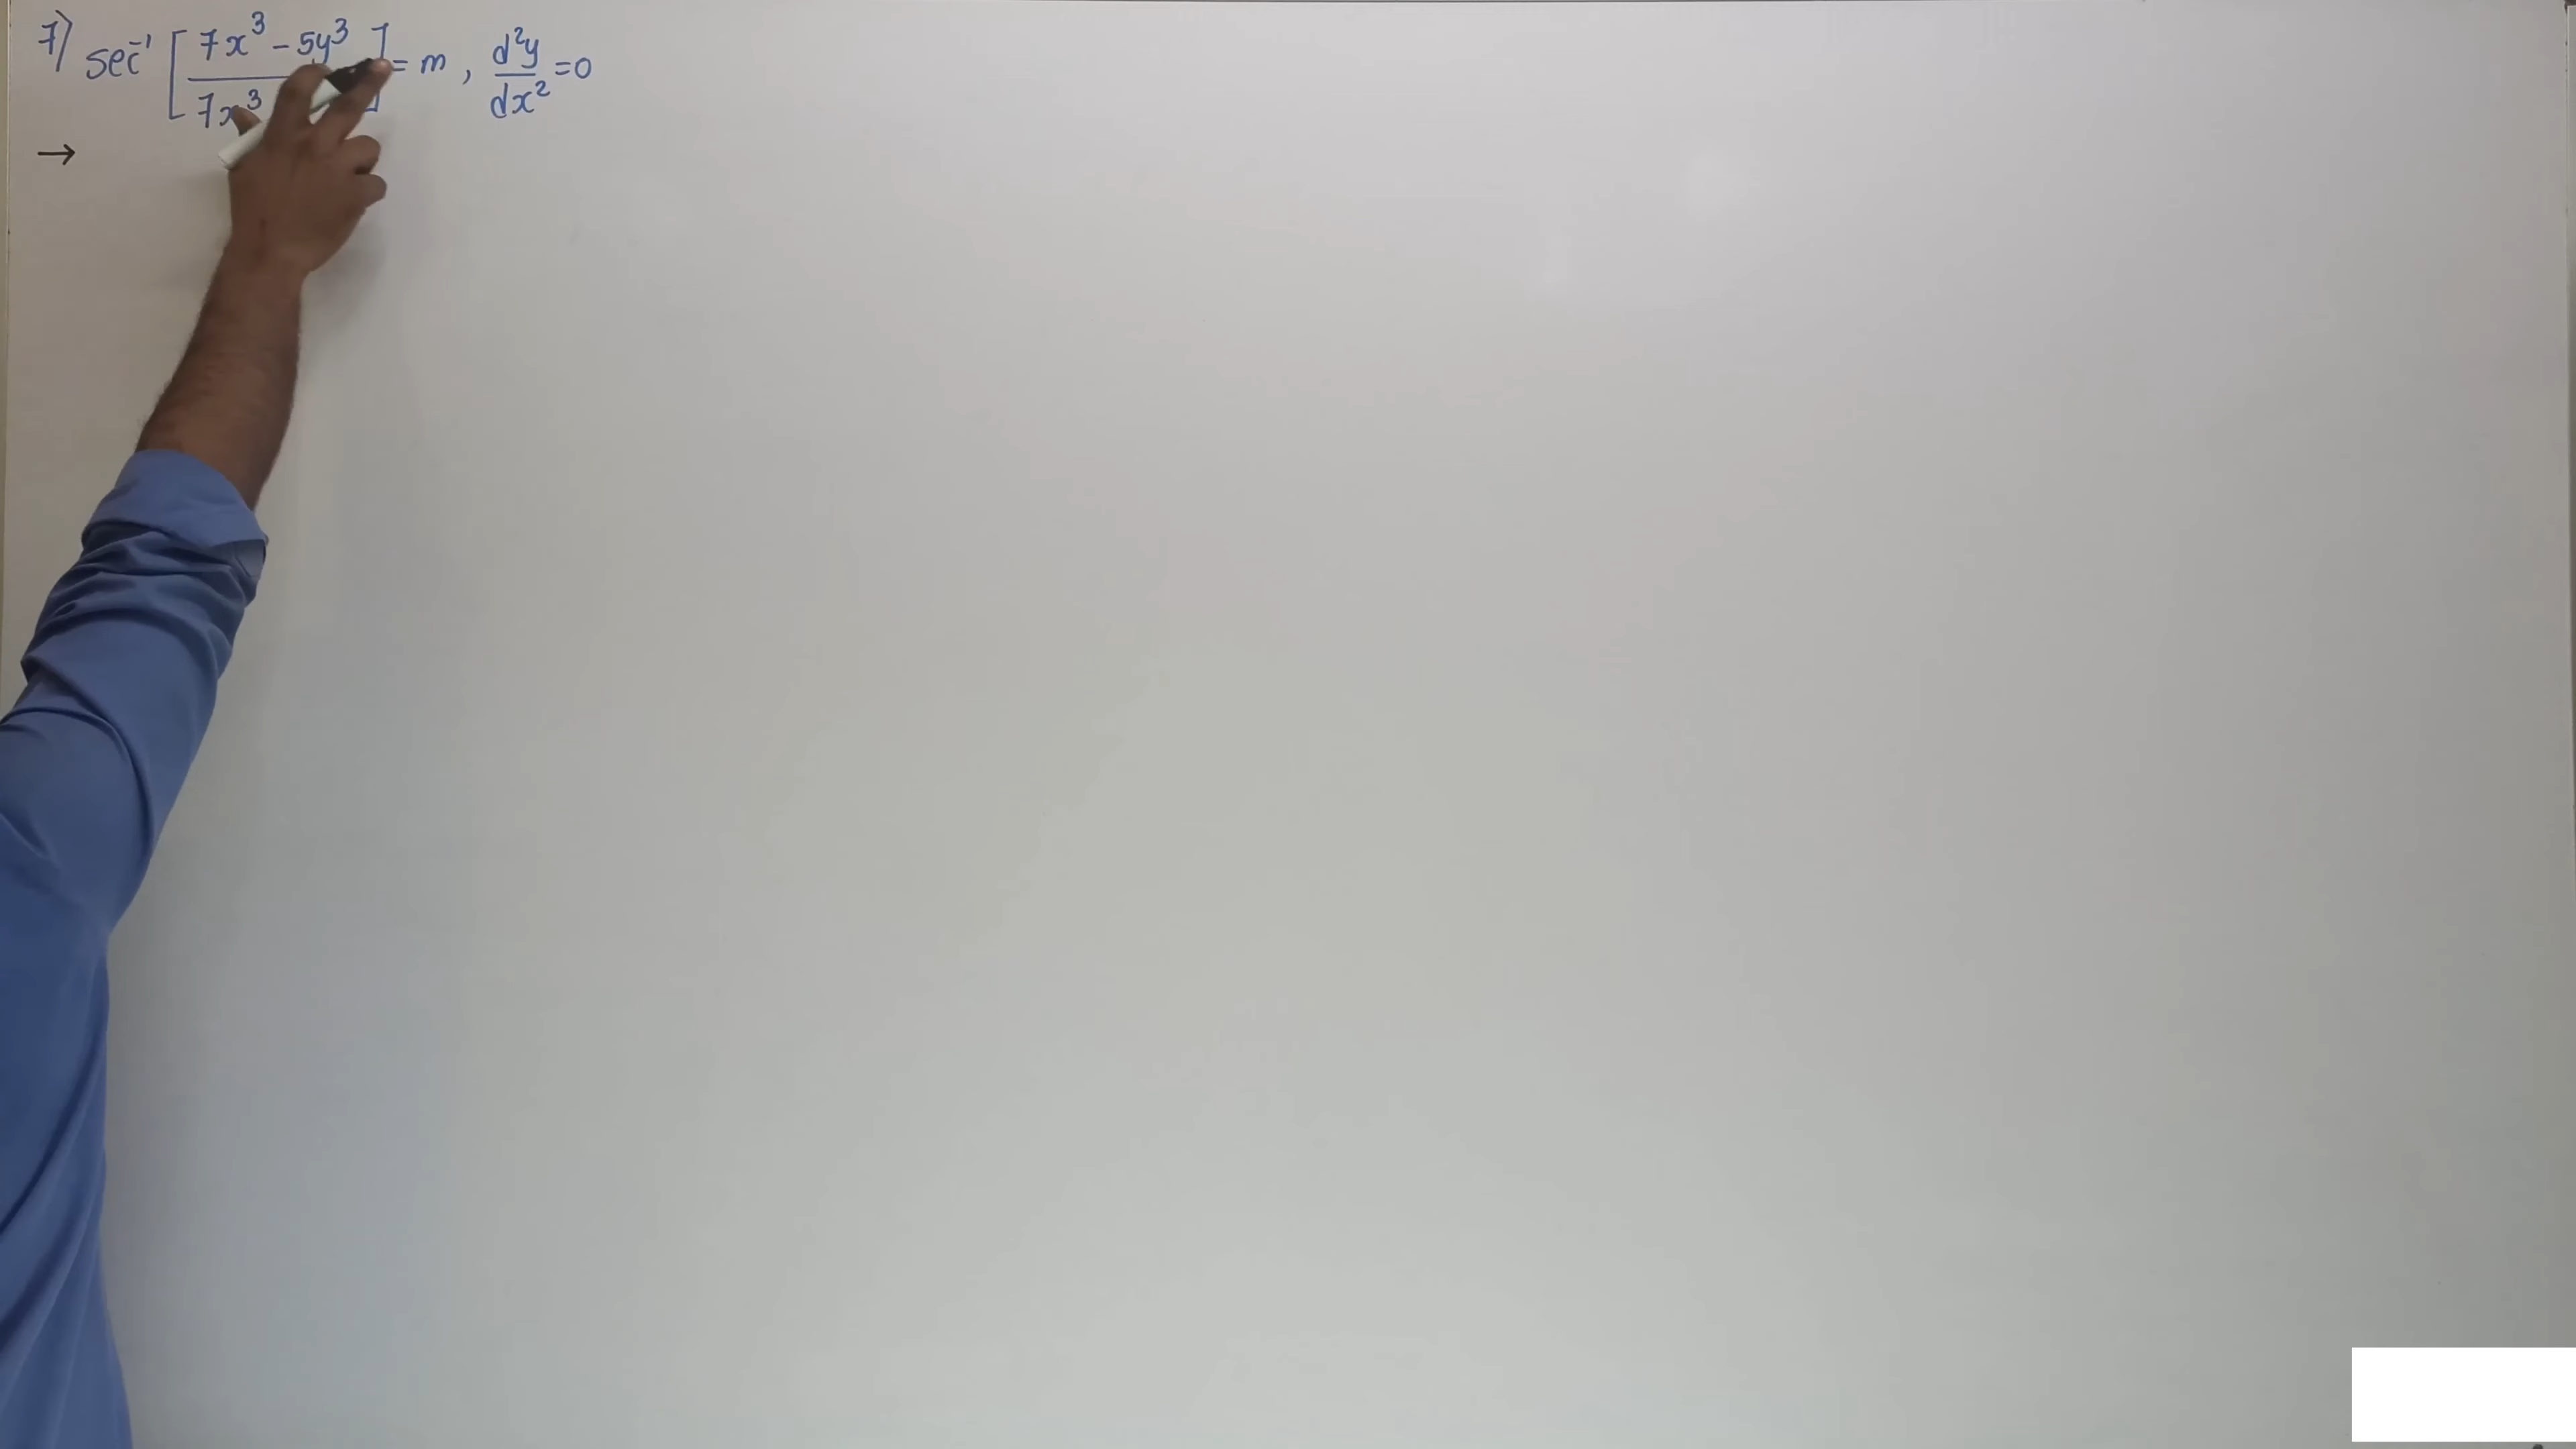 7) sec⁻¹ [ (7x³ - 5y³) / (7x³ ] = m , d²y/dx² = 0
→